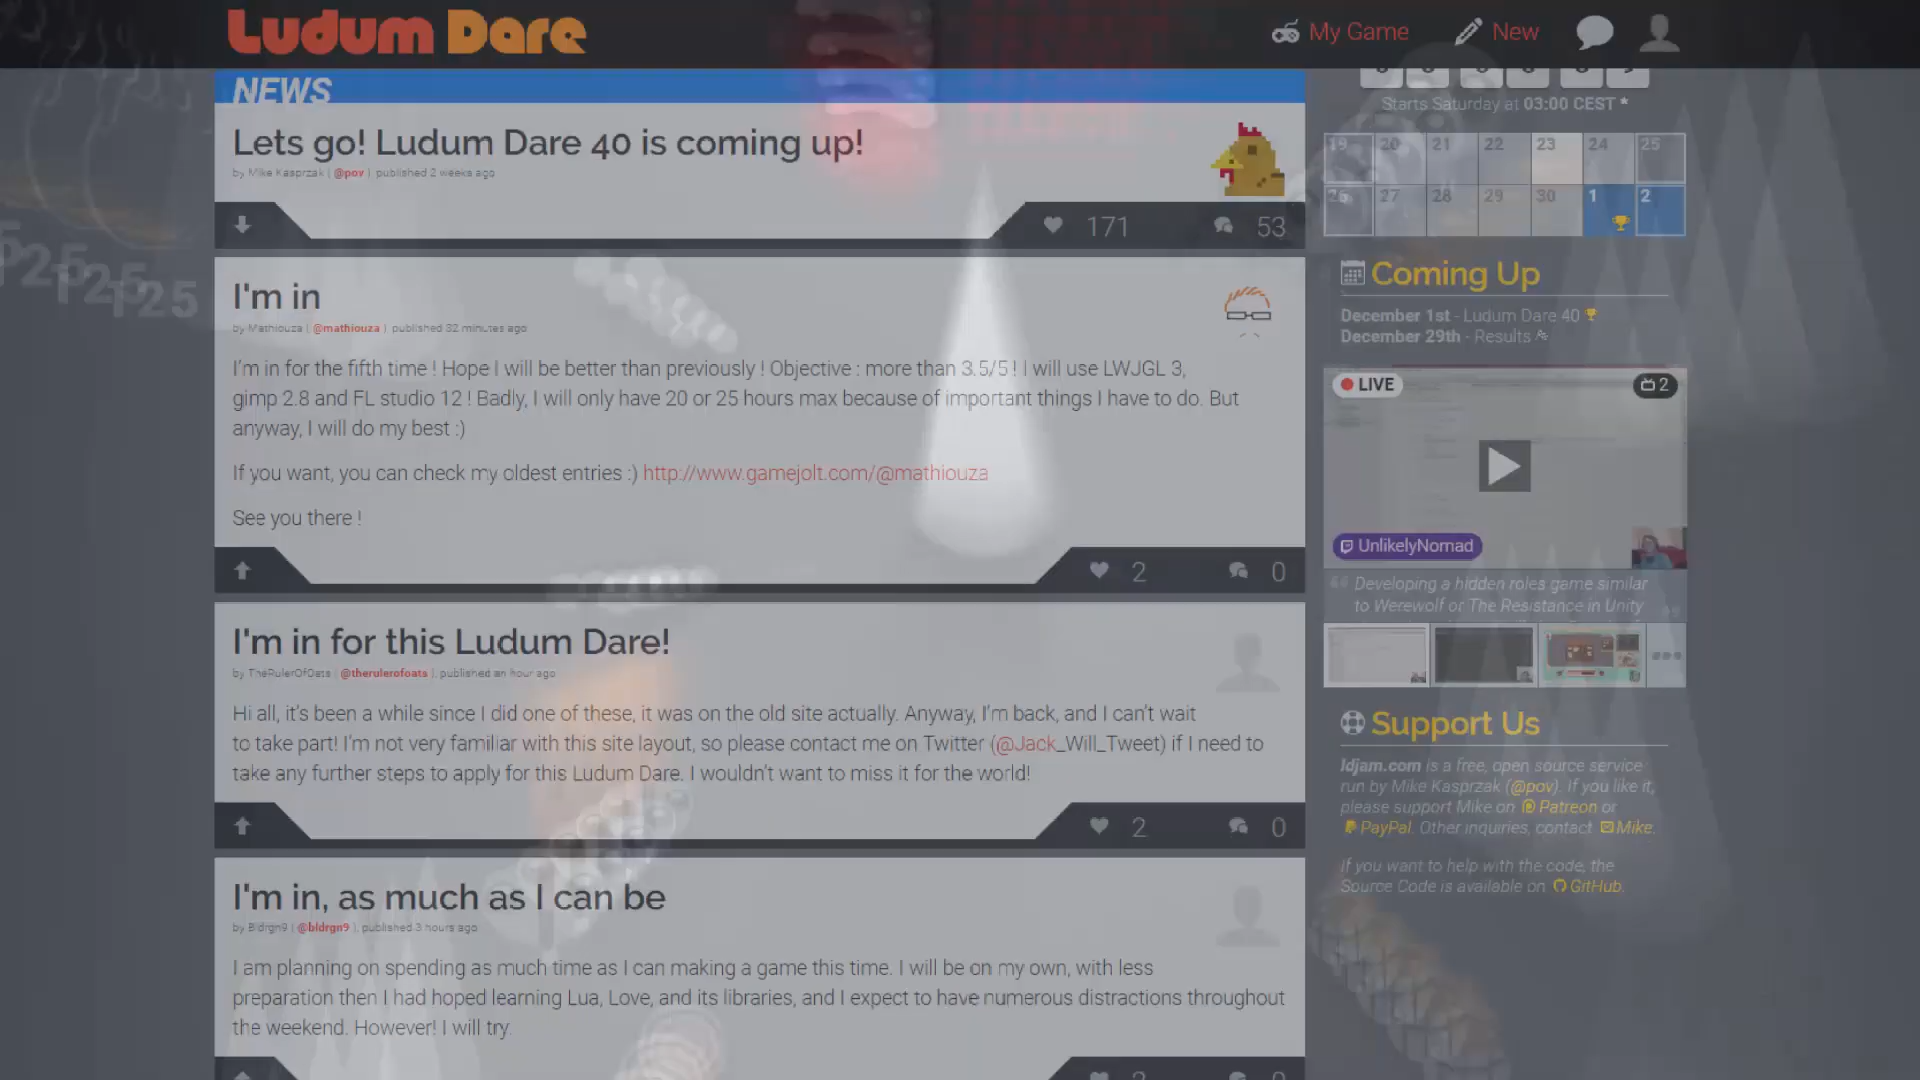 Ludum Dare
My Game
New
NEWS
Lets go! Ludum Dare 40 is coming up!
by Mike Kasprzak ( @pov ) published 2 weeks ago
171
53
I'm in
by Mathiouza ( @mathiouza ) published 32 minutes ago
I'm in for the fifth time ! Hope I will be better than previously ! Objective : more than 3.5/5 ! I will use LWJGL 3,
gimp 2.8 and FL studio 12 ! Badly, I will only have 20 or 25 hours max because of important things I have to do. But
anyway, I will do my best :)
If you want, you can check my oldest entries :) http://www.gamejolt.com/@mathiouza
See you there !
2
0
I'm in for this Ludum Dare!
by TheRulerOfOats ( @therulerofoats ), published an hour ago
Hi all, it's been a while since I did one of these, it was on the old site actually. Anyway, I'm back, and I can't wait
to take part! I'm not very familiar with this site layout, so please contact me on Twitter (@Jack_Will_Tweet) if I need to
take any further steps to apply for this Ludum Dare. I wouldn't want to miss it for the world!
2
0
I'm in, as much as I can be
by Bldrgn9 ( @bldrgn9 ), published 3 hours ago
I am planning on spending as much time as I can making a game this time. I will be on my own, with less
preparation then I had hoped learning Lua, Love, and its libraries, and I expect to have numerous distractions throughout
the weekend. However! I will try.
Starts Saturday at 03:00 CEST *
19 20 21 22 23 24 25
26 27 28 29 30 1 2
Coming Up
December 1st - Ludum Dare 40
December 29th - Results
LIVE
2
UnlikelyNomad
Developing a hidden roles game similar
to Werewolf or The Resistance in Unity
Support Us
ldjam.com is a free, open source service
run by Mike Kasprzak (@pov). If you like it,
please support Mike on Patreon or
PayPal. Other inquiries, contact Mike.
If you want to help with the code, the
Source Code is available on GitHub.
125
125
125